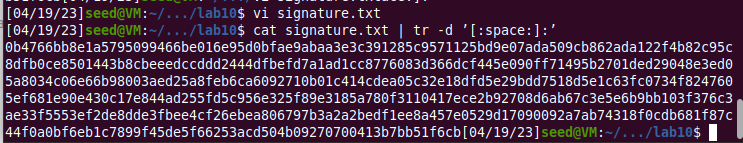 [04/19/23]seed@VM:~/.../lab10$ vi signature.txt
[04/19/23]seed@VM:~/.../lab10$ cat signature.txt | tr -d ’[:space:]:’
0b4766bb8e1a5795099466be016e95d0bfae9abaa3e3c391285c9571125bd9e07ada509cb862ada122f4b82c95c
8dfb0ce8501443b8cbeeedccddd2444dfbefd7a1ad1cc8776083d366dcf445e090ff71495b2701ded29048e3ed0
5a8034c06e66b98003aed25a8feb6ca6092710b01c414cdea05c32e18dfd5e29bdd7518d5e1c63fc0734f824760
5ef681e90e430c17e844ad255fd5c956e325f89e3185a780f3110417ece2b92708d6ab67c3e5e6b9bb103f376c3
ae33f5553ef2de8dde3fbee4cf26ebea806797b3a2a2bedf1ee8a457e0529d17090092a7ab74318f0cdb681f87c
44f0a0bf6eb1c7899f45de5f66253acd504b09270700413b7bb51f6cb[04/19/23]seed@VM:~/.../lab10$